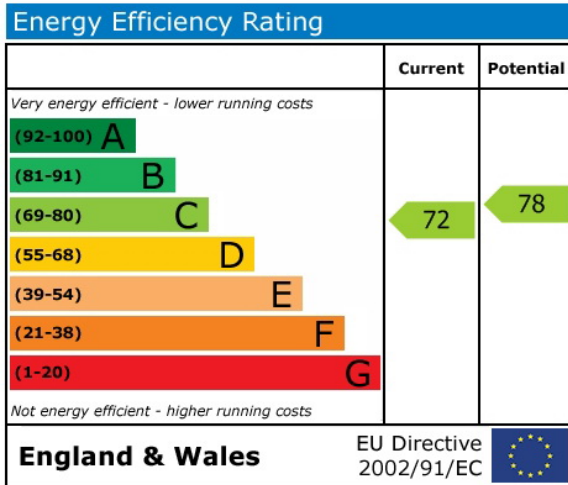 Energy Efficiency Rating
Current Potential
Very energy efficient - lower running costs
(92-100) A
(81-91) B
(69-80) C
72
78
(55-68) D
(39-54) E
(21-38) F
(1-20) G
Not energy efficient - higher running costs
England & Wales
EU Directive
2002/91/EC